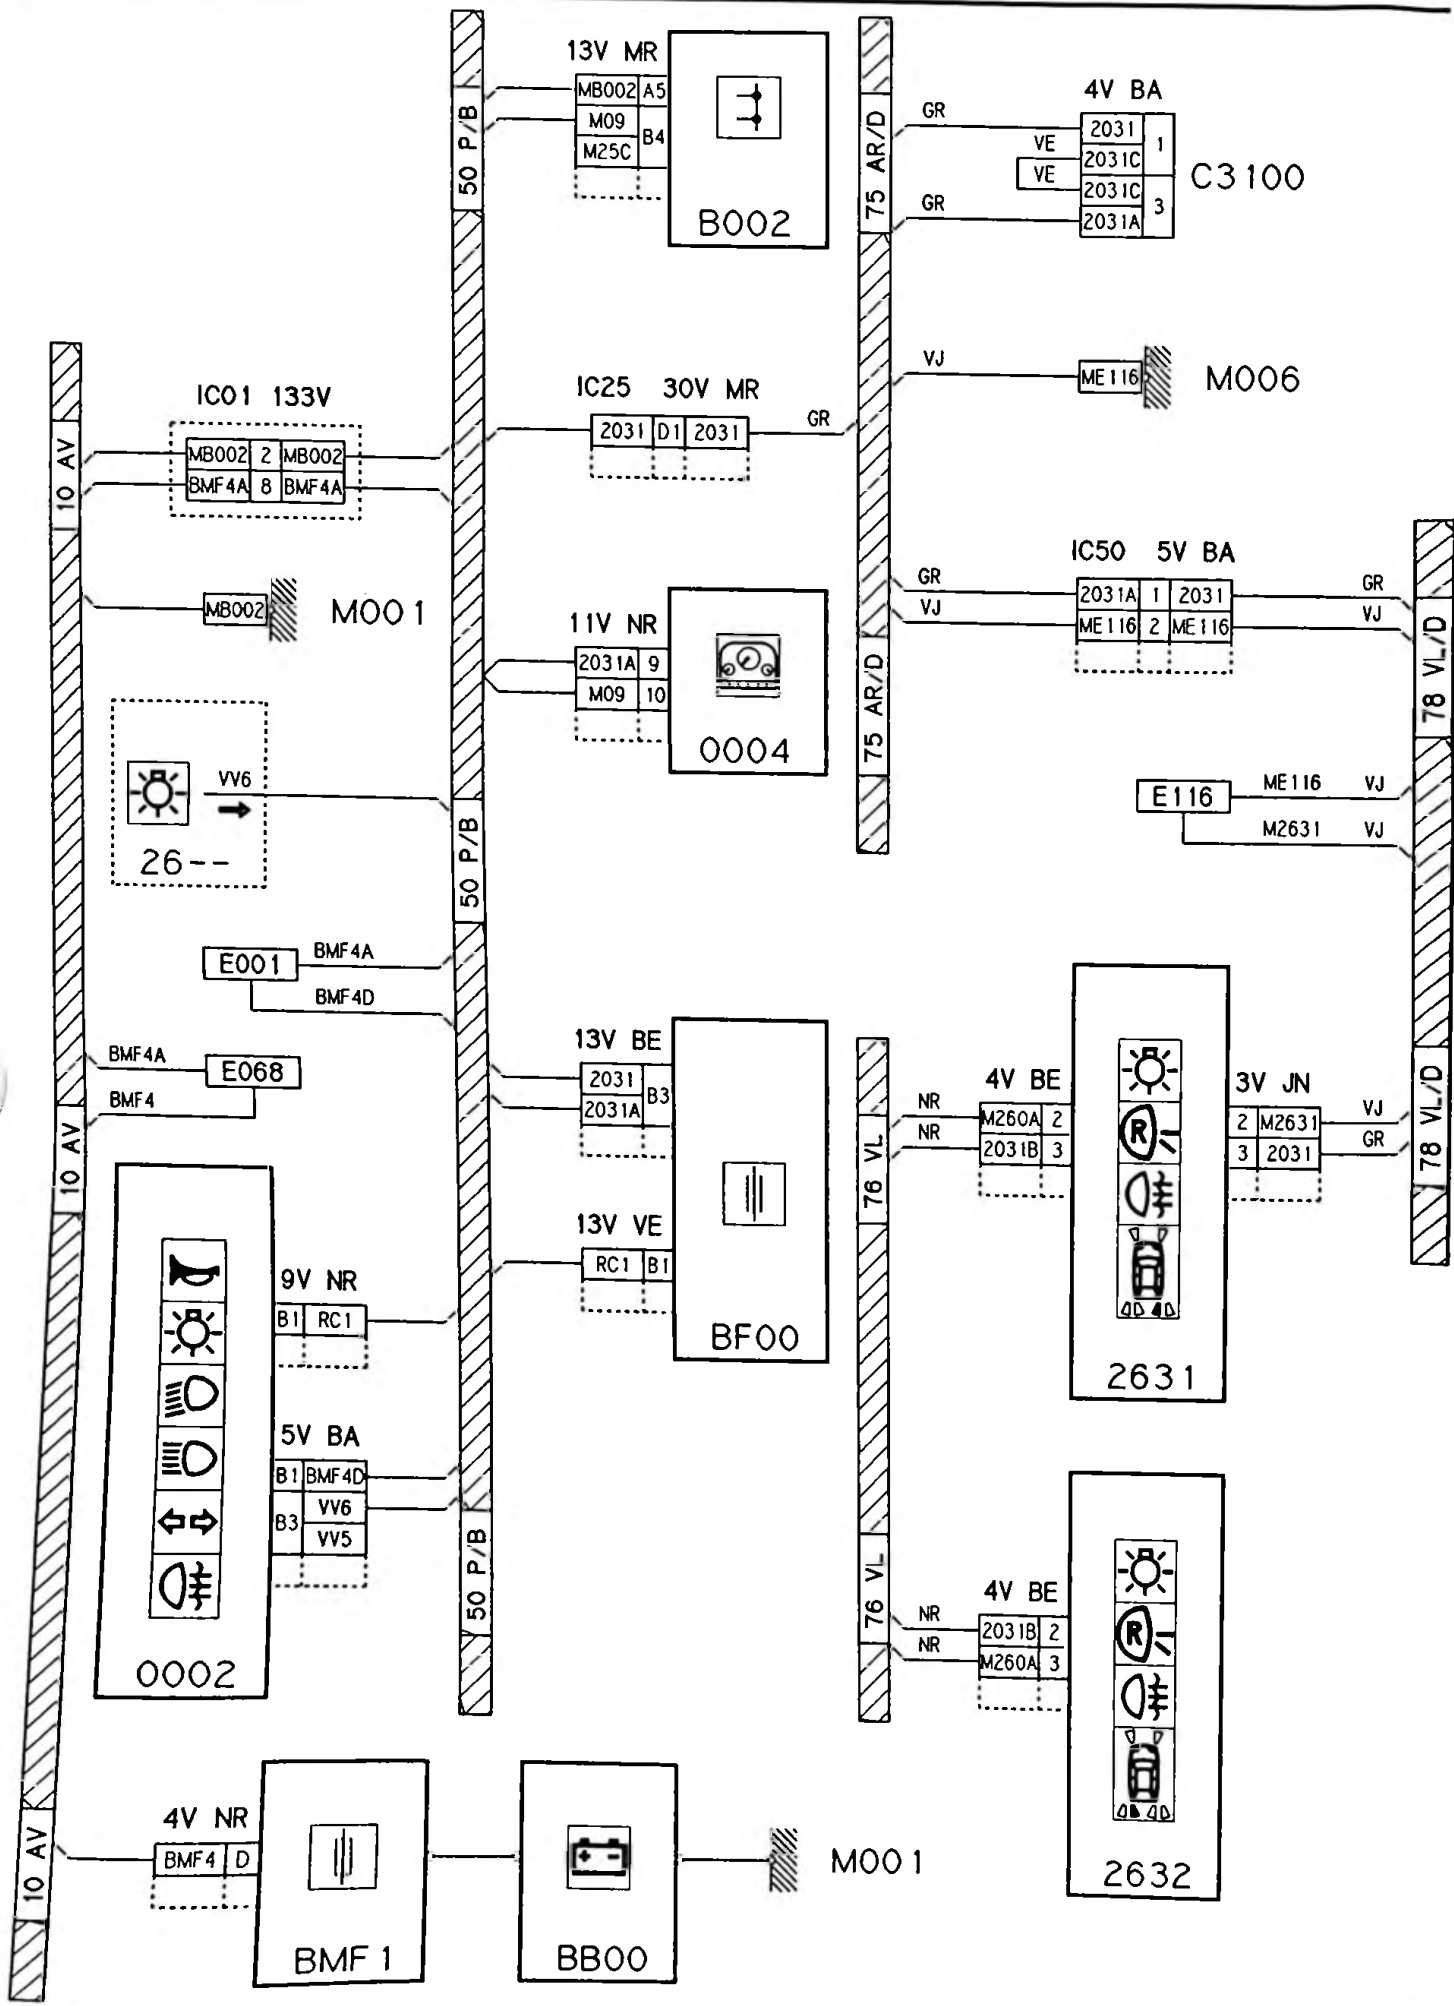 13V MR
MB002 A5
M09 B4
M25C
B002
50 P/B
75 AR/D
GR
VE
VE
GR
4V BA
2031 1
2031C
2031C 3
2031A
C3100
VJ
ME116
M006
10 AV
IC01 133V
MB002 2 MB002
BMF4A 8 BMF4A
IC25 30V MR
2031 D1 2031
GR
MB002
M001
11V NR
2031A 9
M09 10
0004
75 AR/D
IC50 5V BA
GR
2031A 1 2031
GR
VJ
ME116 2 ME116
VJ
78 VL/D
VV6
26--
50 P/B
E116
ME116 VJ
M2631 VJ
E001
BMF4A
BMF4D
BMF4A
E068
BMF4
10 AV
13V BE
2031 B3
2031A
13V VE
RC1 B1
BF00
76 VL
NR
NR
4V BE
M260A 2
2031B 3
R
2631
3V JN
2 M2631
VJ
3 2031
GR
78 VL/D
9V NR
B1 RC1
5V BA
B1 BMF4D
B3 VV6
VV5
0002
50 P/B
76 VL
NR
NR
4V BE
2031B 2
M260A 3
R
2632
10 AV
4V NR
BMF4 D
BMF1
+ -
BB00
M001